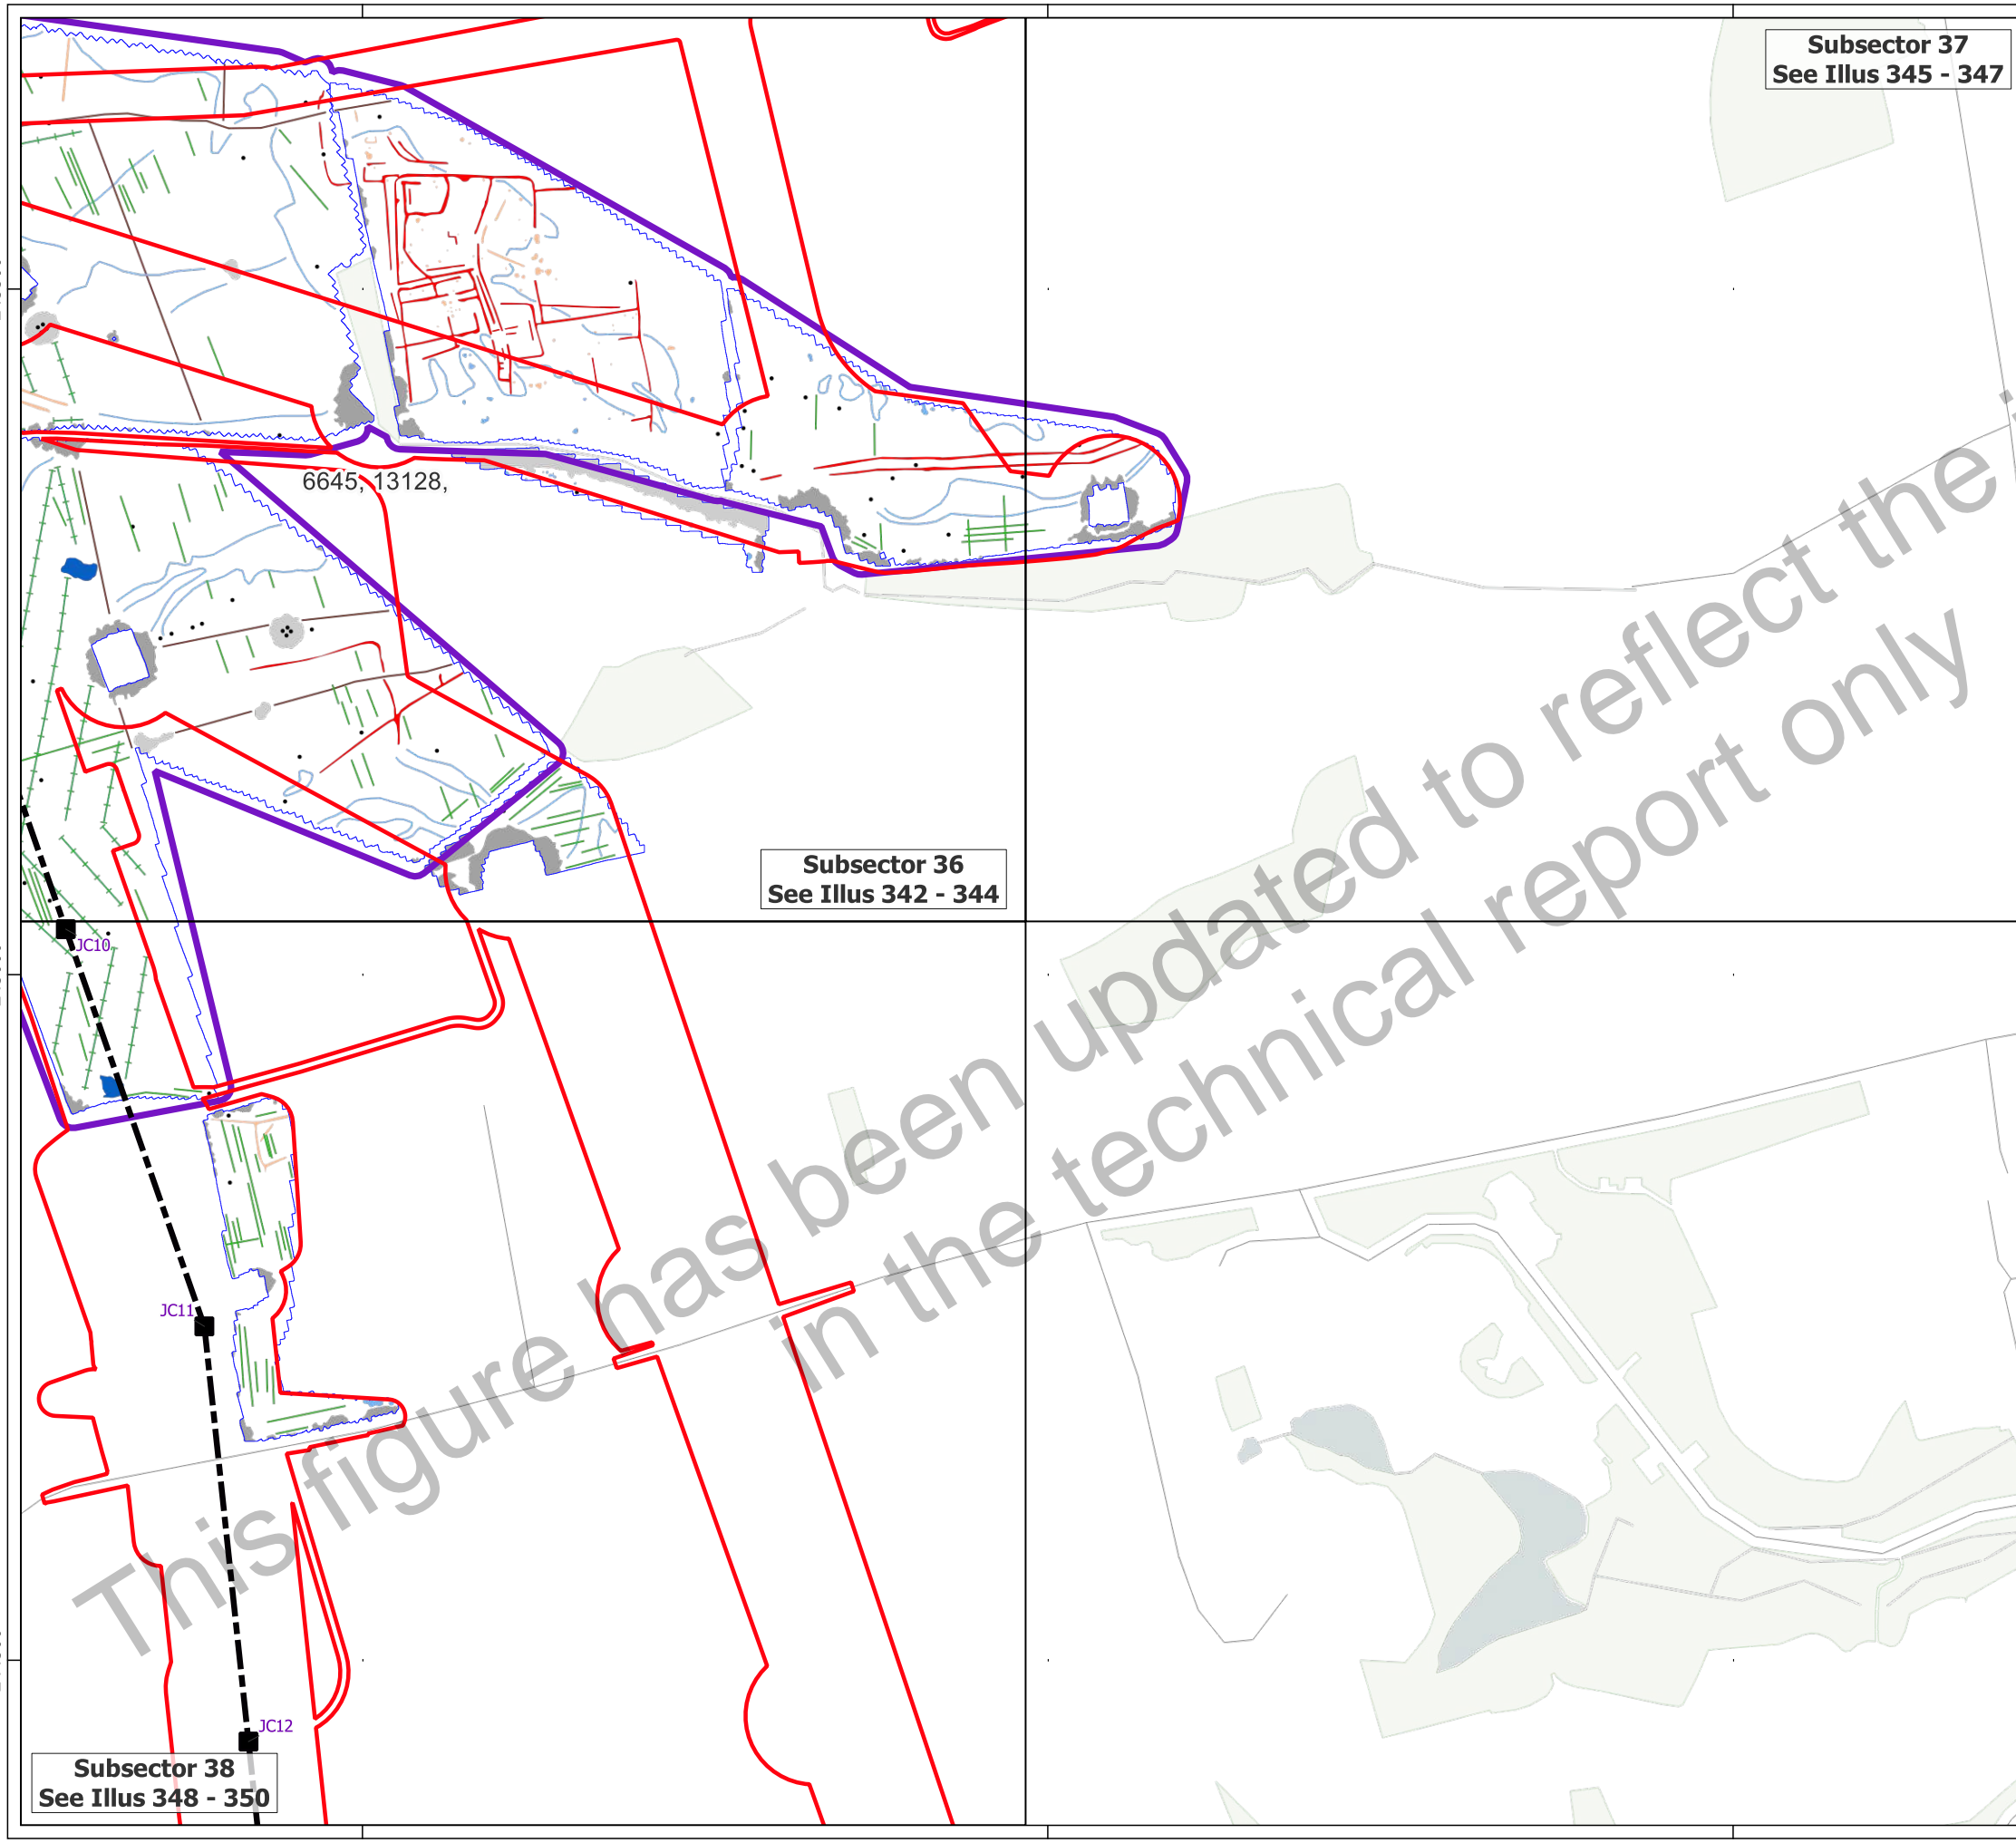 Subsector 37
See Illus 345 - 347
6645, 13128,
Subsector 36
See Illus 342 - 344
JC10
JC11
JC12
Subsector 38
See Illus 348 - 350
This figure has been updated to reflect the
in the technical report only